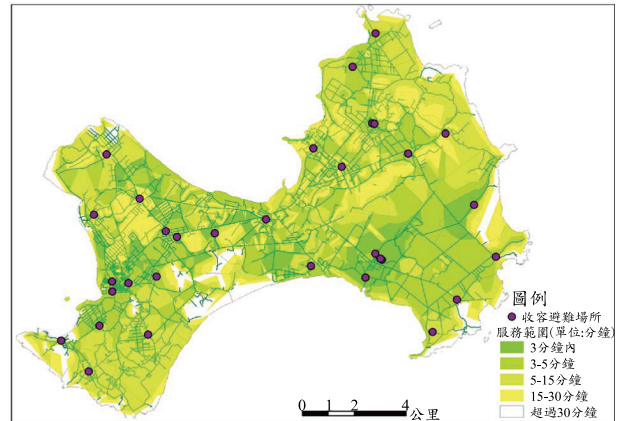 圖例
收容避難場所
服務範圍(單位:分鐘)
3分鐘內
3-5分鐘
5-15分鐘
15-30分鐘
超過30分鐘
0 1 2 4
公里